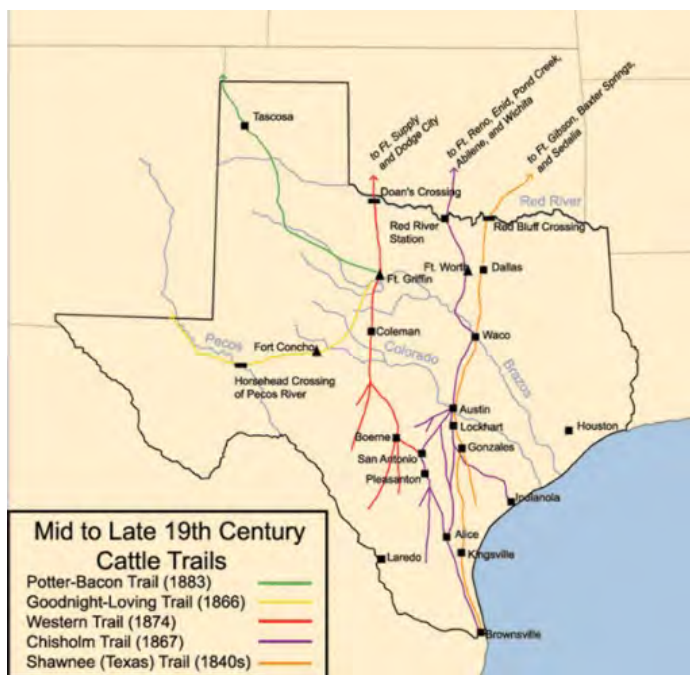 to Ft. Supply
and Dodge City
to Ft. Reno, Enid, Pond Creek,
Abilene, and Wichita
to Ft. Gibson, Baxter Springs,
and Sedalia
Tascosa
Doan's Crossing
Red River
Red River
Station
Red Bluff Crossing
Ft. Griffin
Ft. Worth
Dallas
Coleman
Waco
Pecos
Fort Concho
Colorado
Brazos
Horsehead Crossing
of Pecos River
Austin
Lockhart
Houston
Boerne
Gonzales
San Antonio
Pleasanton
Indianola
Alice
Kingsville
Laredo
Brownsville
Mid to Late 19th Century
Cattle Trails
Potter-Bacon Trail (1883)
Goodnight-Loving Trail (1866)
Western Trail (1874)
Chisholm Trail (1867)
Shawnee (Texas) Trail (1840s)